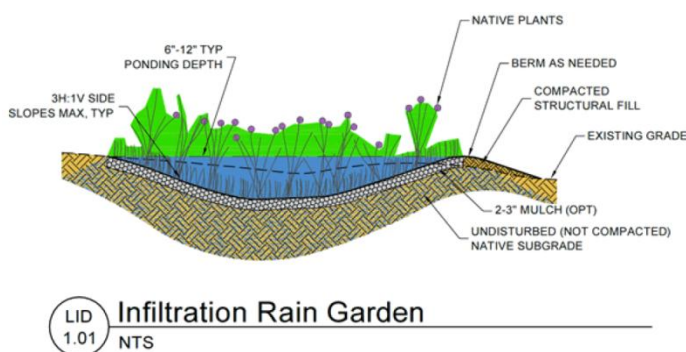 NATIVE PLANTS
6"-12" TYP
PONDING DEPTH
BERM AS NEEDED
3H:1V SIDE
SLOPES MAX, TYP
COMPACTED
STRUCTURAL FILL
EXISTING GRADE
2-3" MULCH (OPT)
UNDISTURBED (NOT COMPACTED)
NATIVE SUBGRADE
LID
1.01
Infiltration Rain Garden
NTS